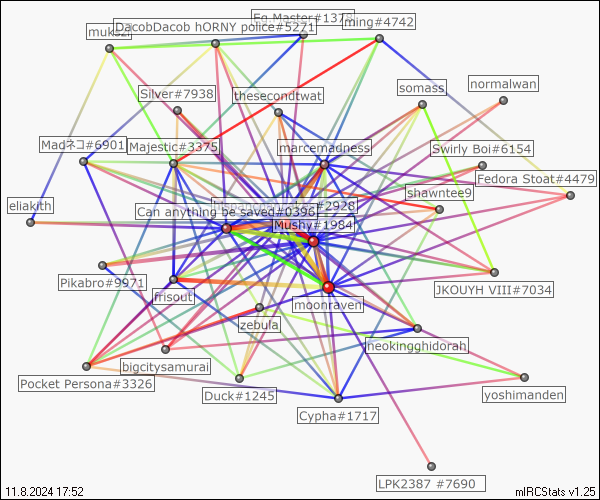 Eg Master#1378
DacobDacob hORNY police#5271
ming#4742
muks2l
somass
normalwan
Silver#7938
thesecondtwat
Madネコ#6901
Majestic#3375
marcemadness
Swirly Boi#6154
Fedora Stoat#4479
shawntee9
eliakith
#2928
Can anything be saved#0396
Mushy#1984
Pikabro#9971
frisout
moonraven
JKOUYH VIII#7034
zebula
neokingghidorah
bigcitysamurai
Pocket Persona#3326
Duck#1245
Cypha#1717
yoshimanden
LPK2387 #7690
11.8.2024 17:52
mIRCStats v1.25